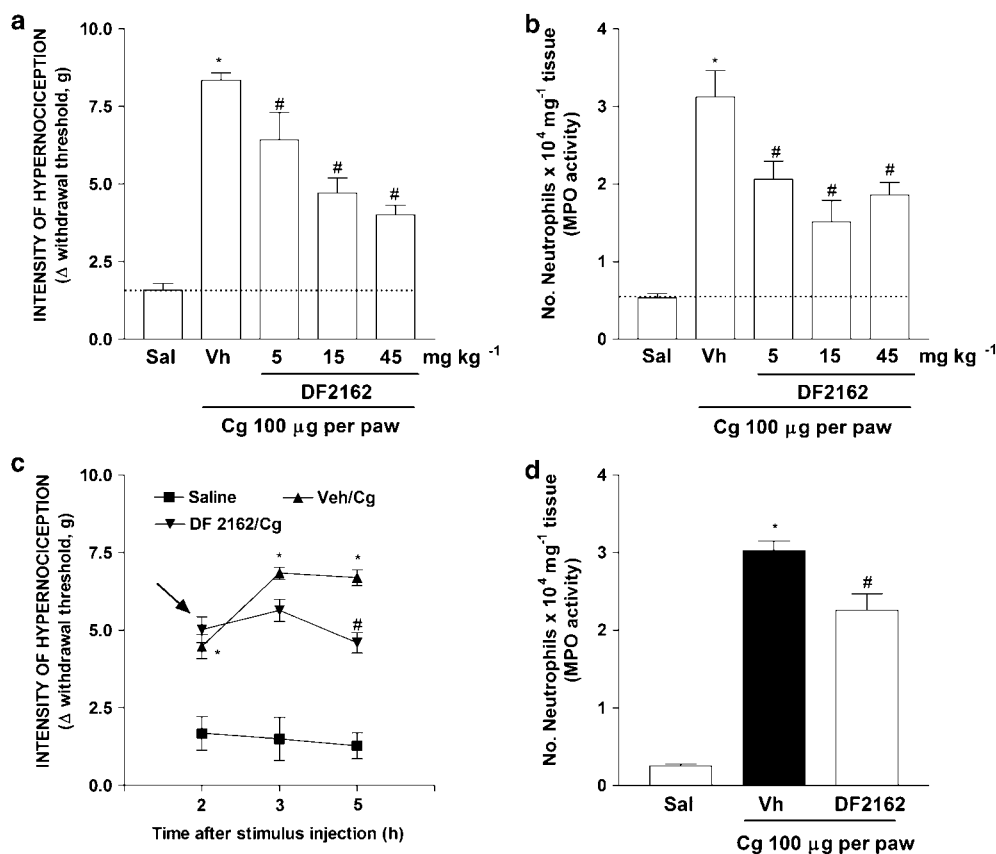 a
INTENSITY OF HYPERNOCICEPTION
(Δ withdrawal threshold, g)
10.0
7.5
5.0
2.5
0.0
*
#
#
#
Sal Vh 5 15 45 mg kg -1
DF2162
Cg 100 μg per paw
b
No. Neutrophils x 10⁴ mg⁻¹ tissue
(MPO activity)
4
3
2
1
0
*
#
#
#
Sal Vh 5 15 45 mg kg -1
DF2162
Cg 100 μg per paw
c
INTENSITY OF HYPERNOCICEPTION
(Δ withdrawal threshold, g)
10.0
7.5
5.0
2.5
0.0
Saline Veh/Cg
DF 2162/Cg
* *
#
*
2 3 5
Time after stimulus injection (h)
d
No. Neutrophils x 10⁴ mg⁻¹ tissue
(MPO activity)
4
3
2
1
0
*
#
Sal Vh DF2162
Cg 100 μg per paw